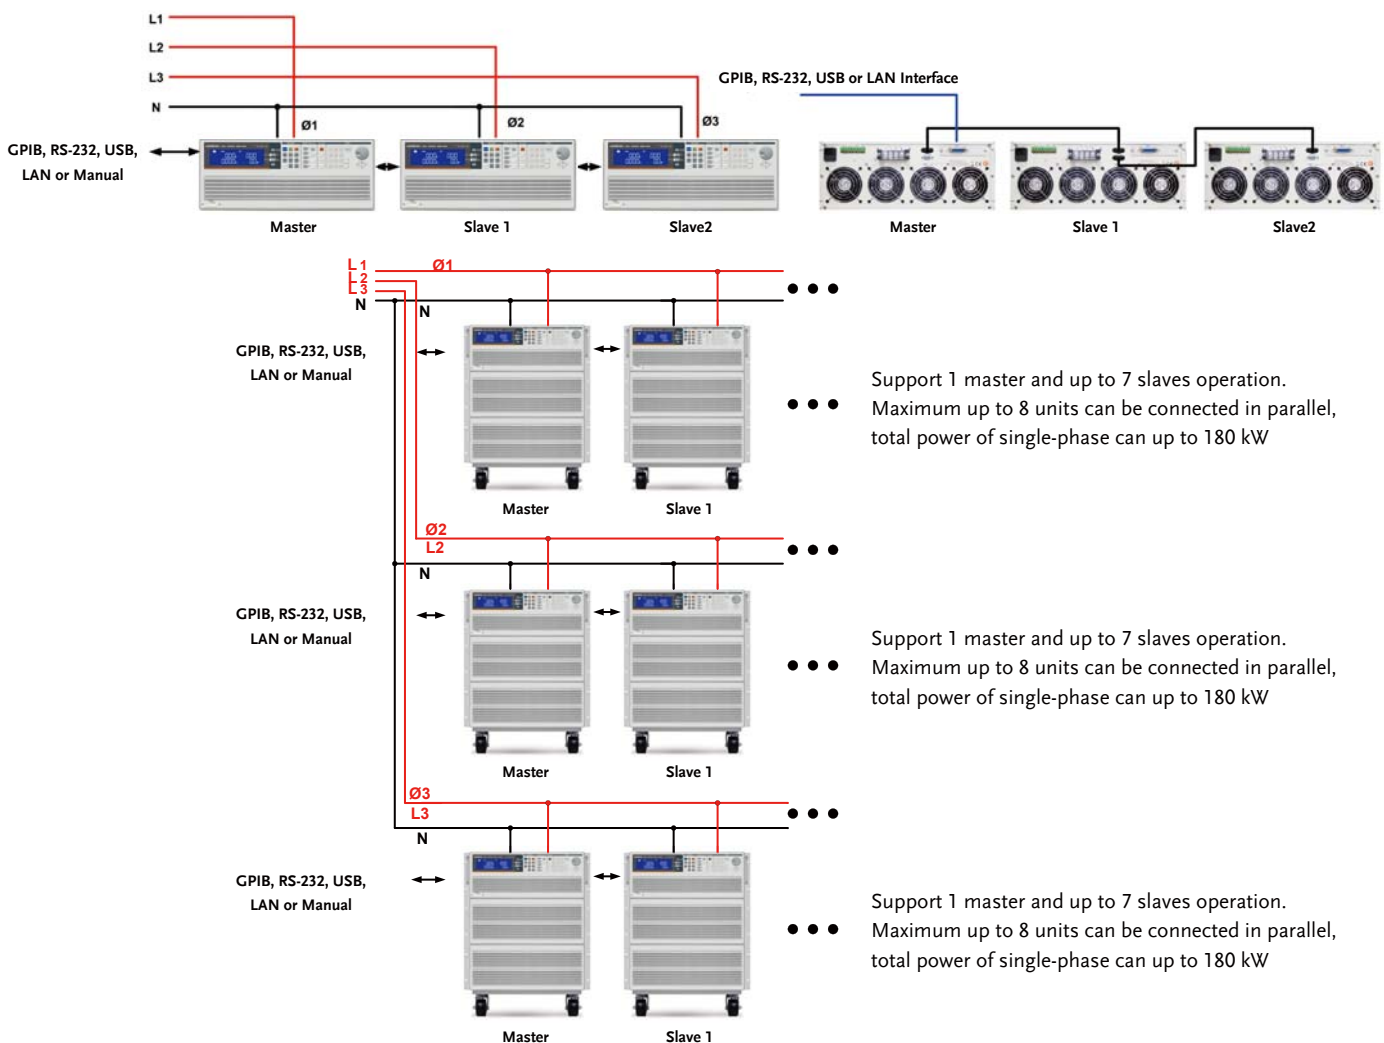 L1
L2
L3
N
Ø1
Ø2
Ø3
GPIB, RS-232, USB,
LAN or Manual
Master
Slave 1
Slave2
GPIB, RS-232, USB or LAN Interface
Master
Slave 1
Slave2
L1
L2
L3
N
Ø1
N
GPIB, RS-232, USB,
LAN or Manual
Master
Slave 1
Support 1 master and up to 7 slaves operation.
Maximum up to 8 units can be connected in parallel,
total power of single-phase can up to 180 kW
Ø2
L2
N
GPIB, RS-232, USB,
LAN or Manual
Master
Slave 1
Support 1 master and up to 7 slaves operation.
Maximum up to 8 units can be connected in parallel,
total power of single-phase can up to 180 kW
Ø3
L3
N
GPIB, RS-232, USB,
LAN or Manual
Master
Slave 1
Support 1 master and up to 7 slaves operation.
Maximum up to 8 units can be connected in parallel,
total power of single-phase can up to 180 kW